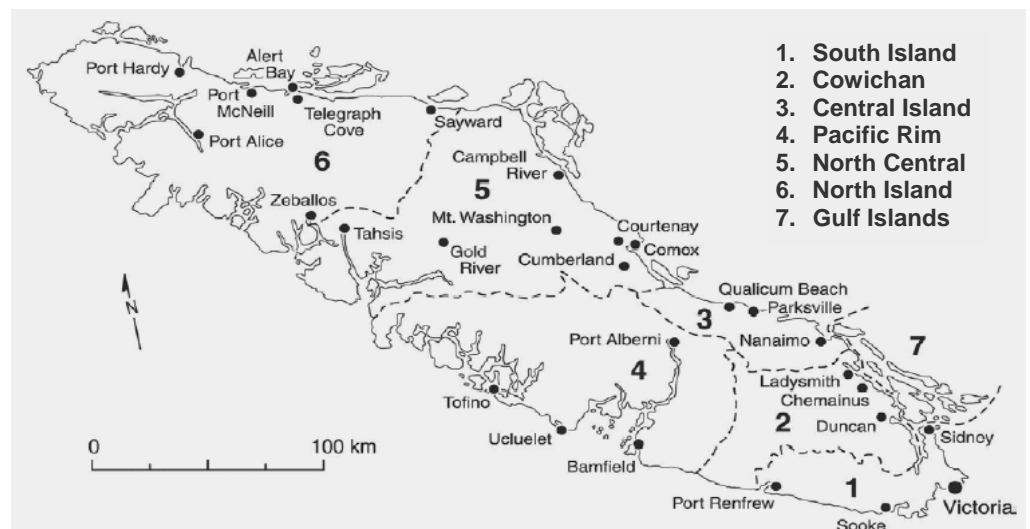 Port Hardy
Alert
Bay
Port
McNeill
Telegraph
Cove
Port Alice
Sayward
6
Campbell
River
5
Zeballos
Tahsis
Mt. Washington
Gold
River
Courtenay
Comox
Cumberland
Qualicum Beach
Parksville
3
Nanaimo
7
Port Alberni
4
Ladysmith
Chemainus
2
Duncan
Sidney
Tofino
Ucluelet
Bamfield
Port Renfrew
1
Victoria
Sooke
N
0
100 km
1. South Island
2. Cowichan
3. Central Island
4. Pacific Rim
5. North Central
6. North Island
7. Gulf Islands